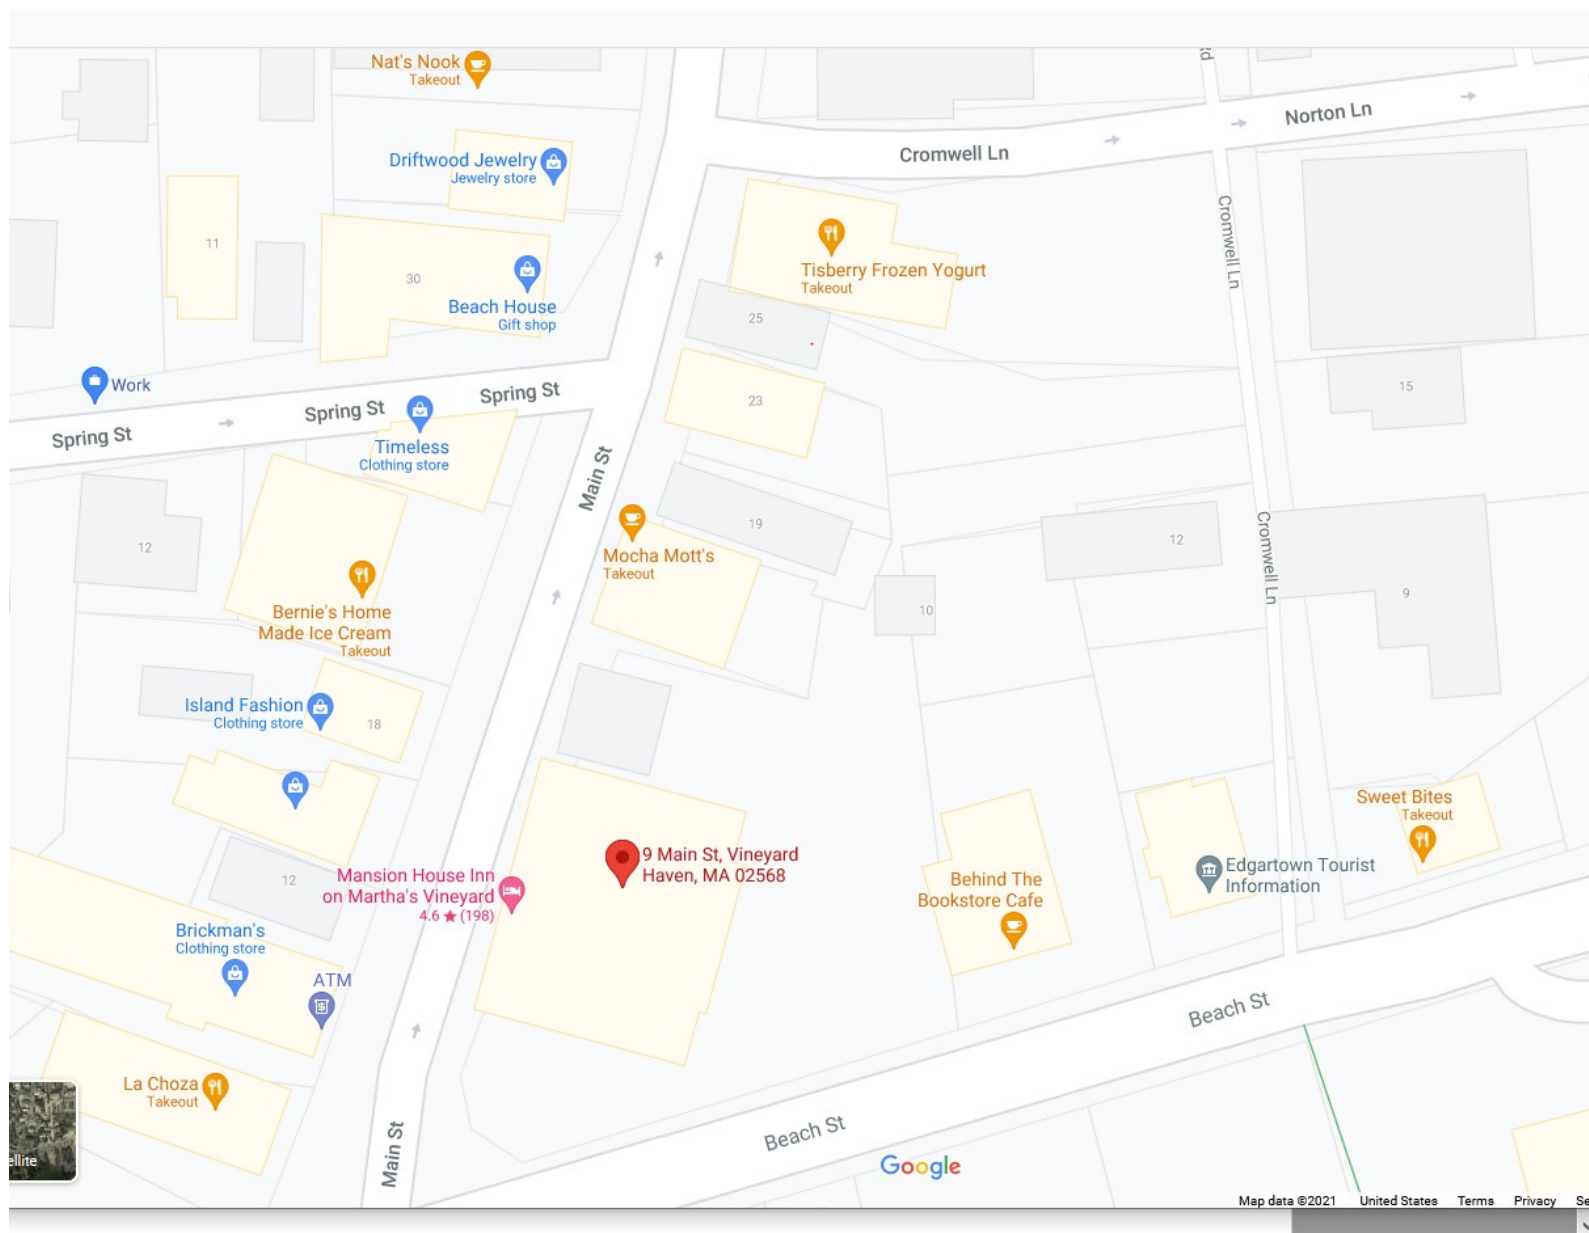 Nat's Nook
Takeout
Rd
Norton Ln
Cromwell Ln
Driftwood Jewelry
Jewelry store
Cromwell Ln
11
30
Beach House
Gift shop
Tisberry Frozen Yogurt
Takeout
25
Work
Spring St
Spring St
Spring St
23
15
Timeless
Clothing store
Main St
12
19
Mocha Mott's
Takeout
12
Cromwell Ln
Bernie's Home
Made Ice Cream
Takeout
10
9
Island Fashion
Clothing store
18
Sweet Bites
Takeout
9 Main St, Vineyard
Haven, MA 02568
Mansion House Inn
on Martha's Vineyard
4.6 ★ (198)
12
Behind The
Bookstore Cafe
Edgartown Tourist
Information
Brickman's
Clothing store
ATM
Beach St
La Choza
Takeout
Main St
Beach St
ellite
Google
Map data ©2021 United States Terms Privacy Se